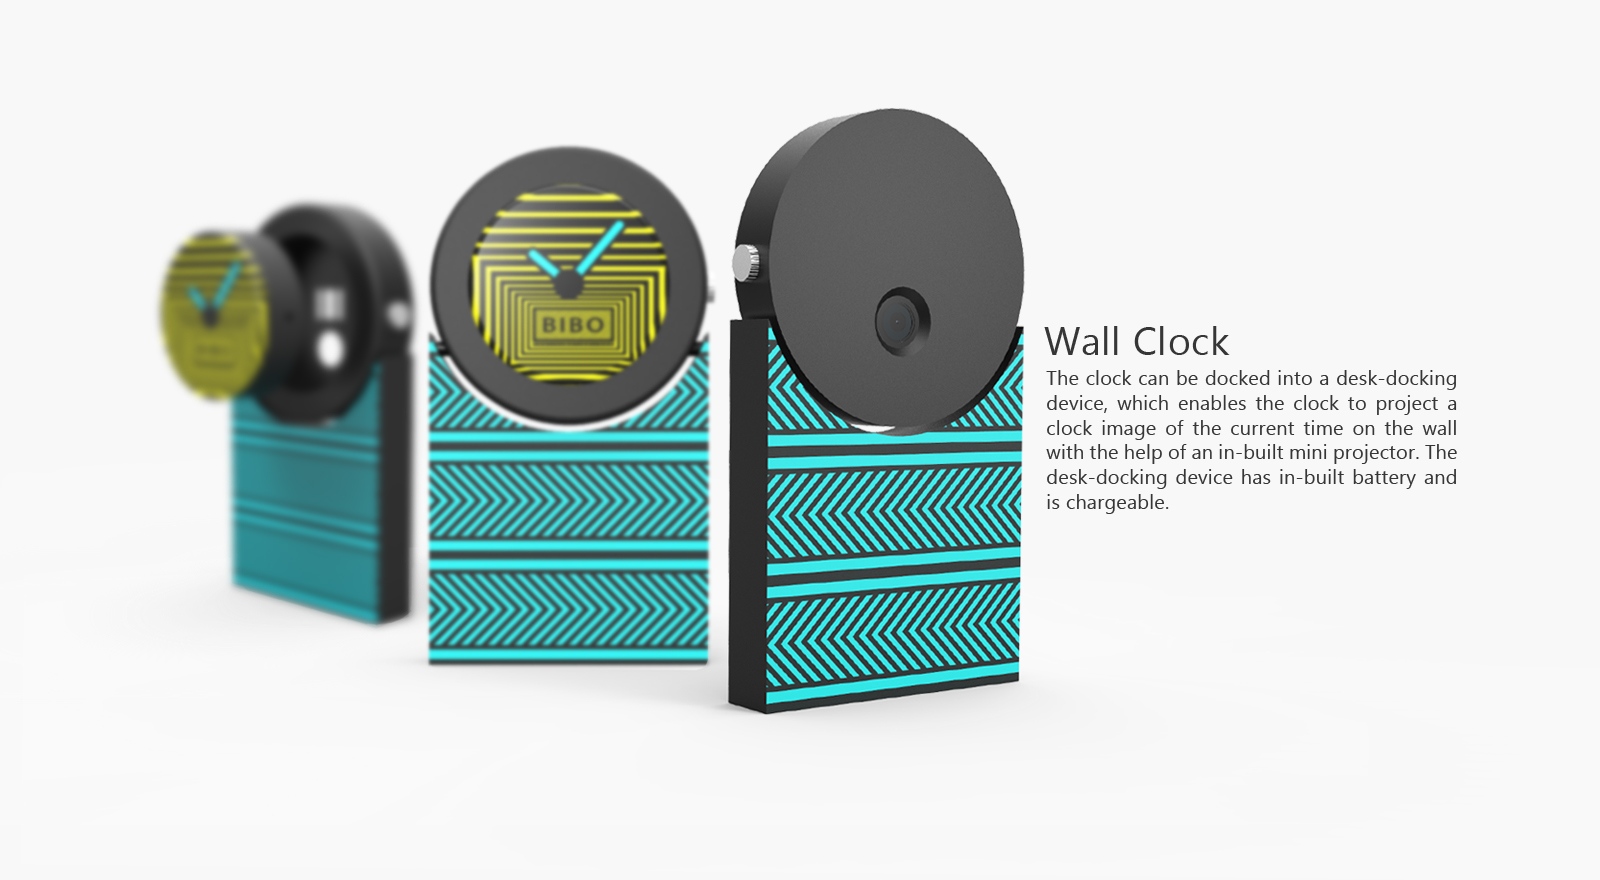 BIBO
Wall Clock
The clock can be docked into a desk-docking
device, which enables the clock to project a
clock image of the current time on the wall
with the help of an in-built mini projector. The
desk-docking device has in-built battery and
is chargeable.